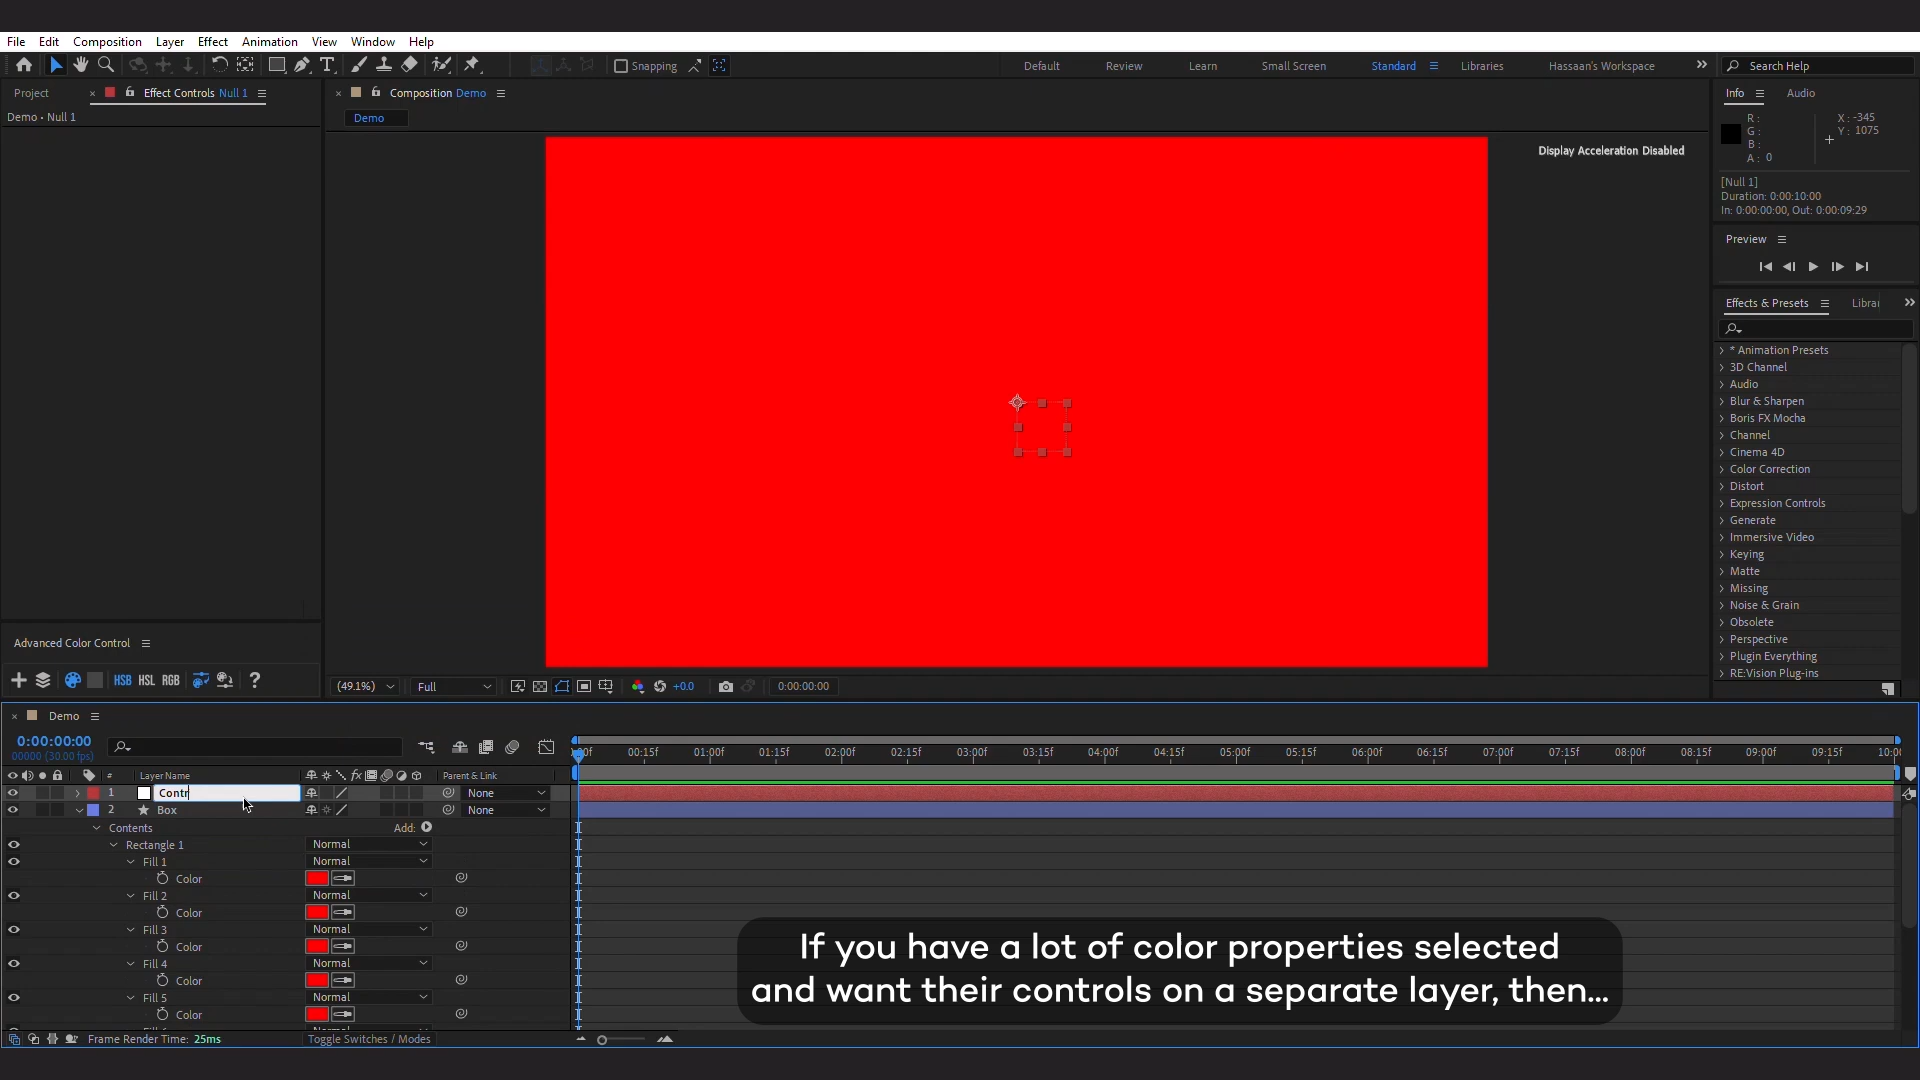 File Edit Composition Layer Effect Animation View Window Help
Snapping
Default Review Learn Small Screen Standard Libraries Hassaan's Workspace
Search Help
Project Effect Controls Null 1
Demo • Null 1
Composition Demo
Demo
Display Acceleration Disabled
Info Audio
R :
G :
B :
A : 0
X : -345
Y : 1075
[Null 1]
Duration: 0:00:10:00
In: 0:00:00:00, Out: 0:00:09:29
Preview
Effects & Presets
* Animation Presets
3D Channel
Audio
Blur & Sharpen
Boris FX Mocha
Channel
Cinema 4D
Color Correction
Distort
Expression Controls
Generate
Immersive Video
Keying
Matte
Missing
Noise & Grain
Obsolete
Perspective
Plugin Everything
RE:Vision Plug-ins
Advanced Color Control
HSB HSL RGB ?
(49.1%) Full +0.0 0:00:00:00
Demo
0:00:00:00
00000 (30.00 fps)
00:15f 01:00f 01:15f 02:00f 02:15f 03:00f 03:15f 04:00f 04:15f 05:00f 05:15f 06:00f 06:15f 07:00f 07:15f 08:00f 08:15f 09:00f 09:15f
# Layer Name fx Parent & Link
1 Contr None
2 Box None
Contents Add:
Rectangle 1 Normal
Fill 1 Normal
Color
Fill 2 Normal
Color
Fill 3 Normal
Color
Fill 4 Normal
Color
Fill 5 Normal
Color
If you have a lot of color properties selected
and want their controls on a separate layer, then...
Frame Render Time: 25ms Toggle Switches / Modes